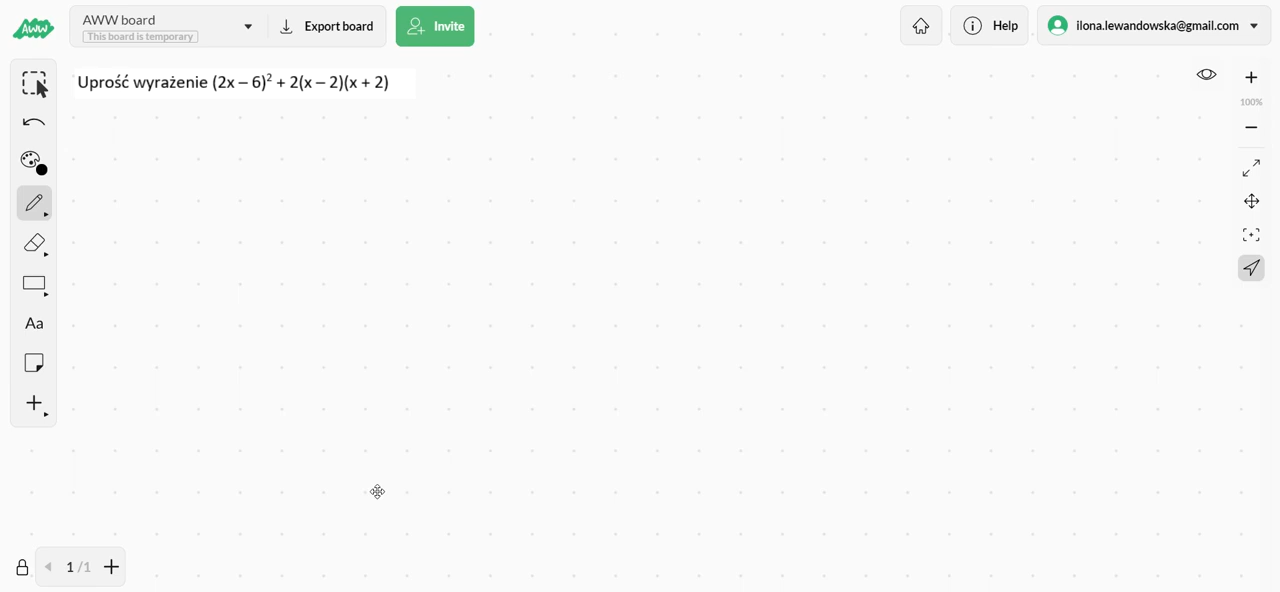 AWW
AWW board
This board is temporary
Export board
Invite
Help
ilona.lewandowska@gmail.com
Uprość wyrażenie (2x – 6)² + 2(x – 2)(x + 2)
100%
Aa
1 /1